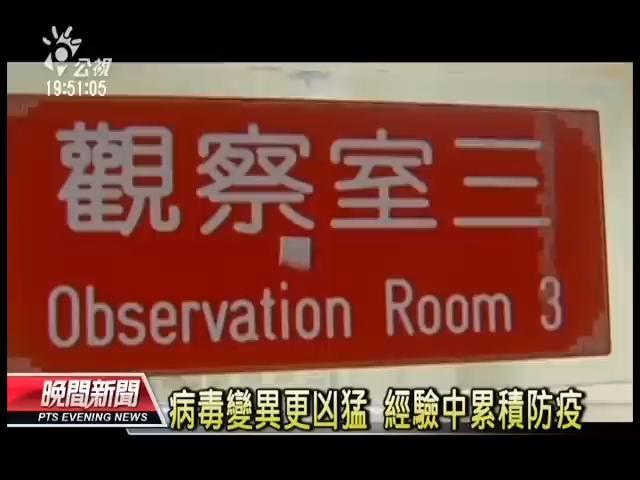 公視
19:51:05
觀察室三
Observation Room 3
晚間新聞
PTS EVENING NEWS
病毒變異更凶猛 經驗中累積防疫